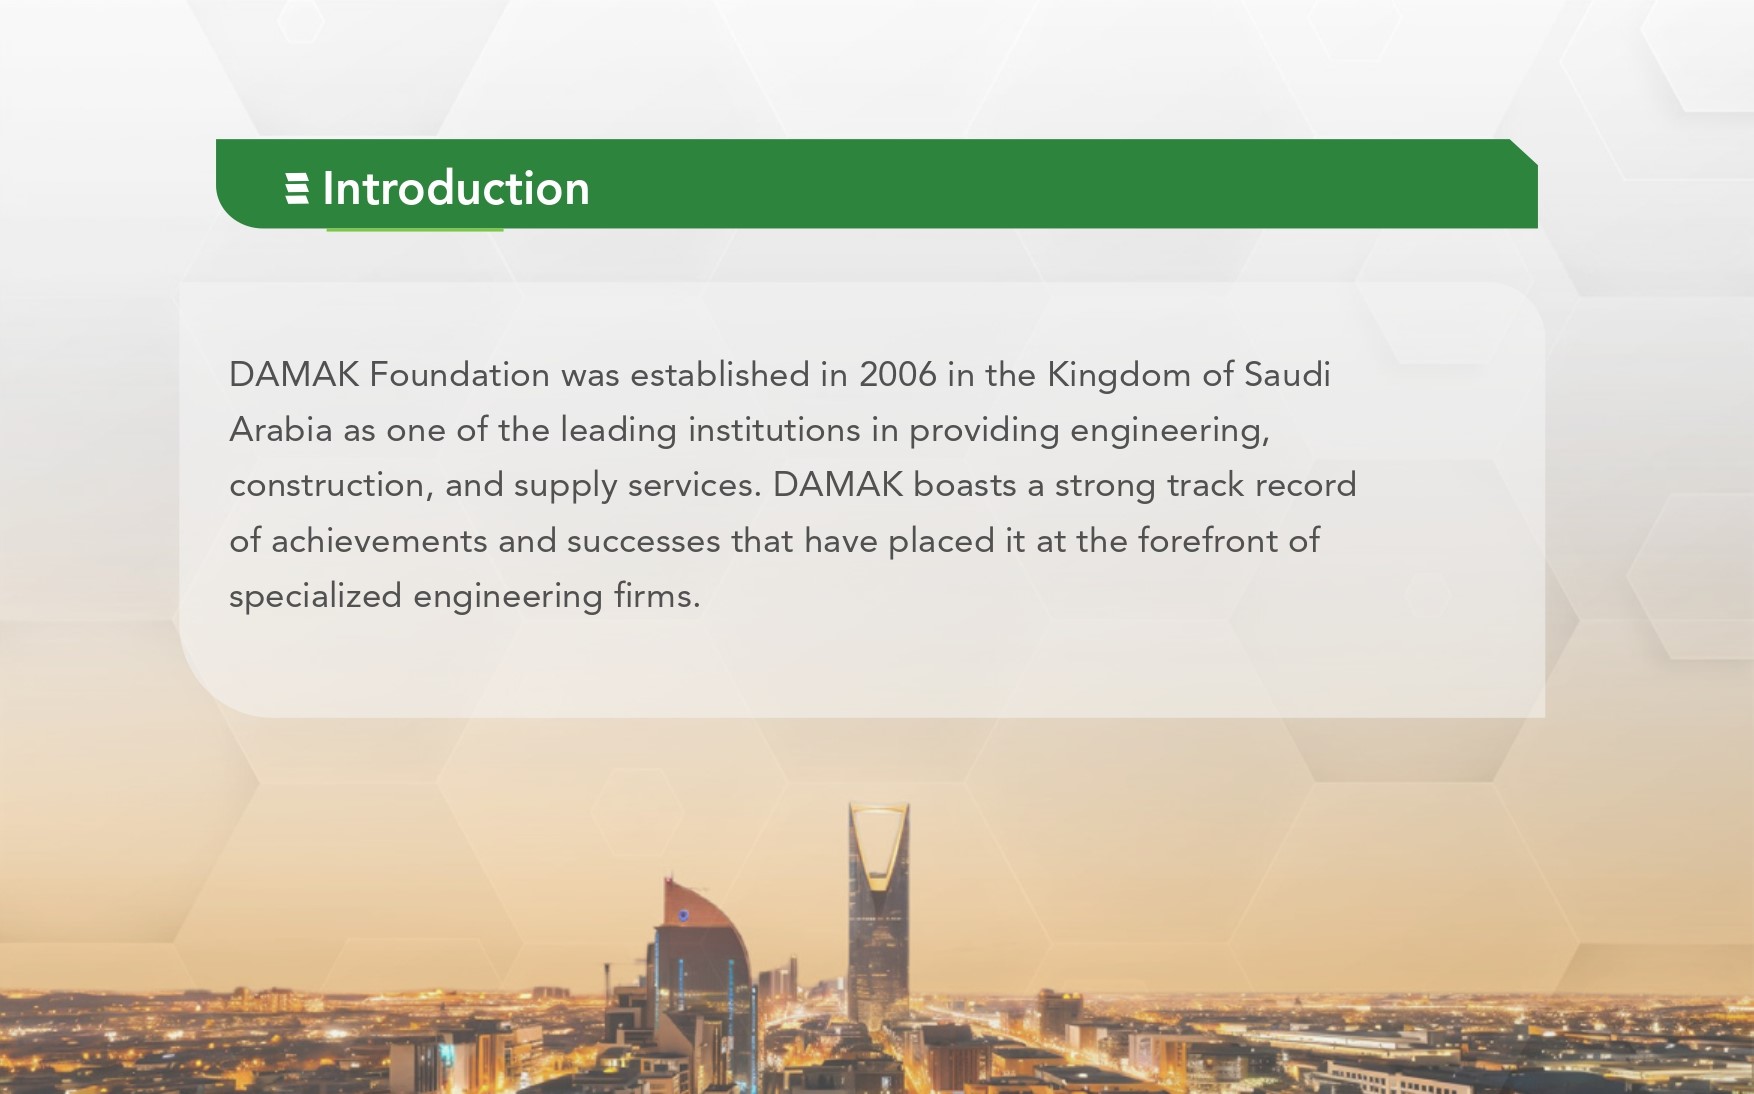 Introduction
DAMAK Foundation was established in 2006 in the Kingdom of Saudi
Arabia as one of the leading institutions in providing engineering,
construction, and supply services. DAMAK boasts a strong track record
of achievements and successes that have placed it at the forefront of
specialized engineering firms.